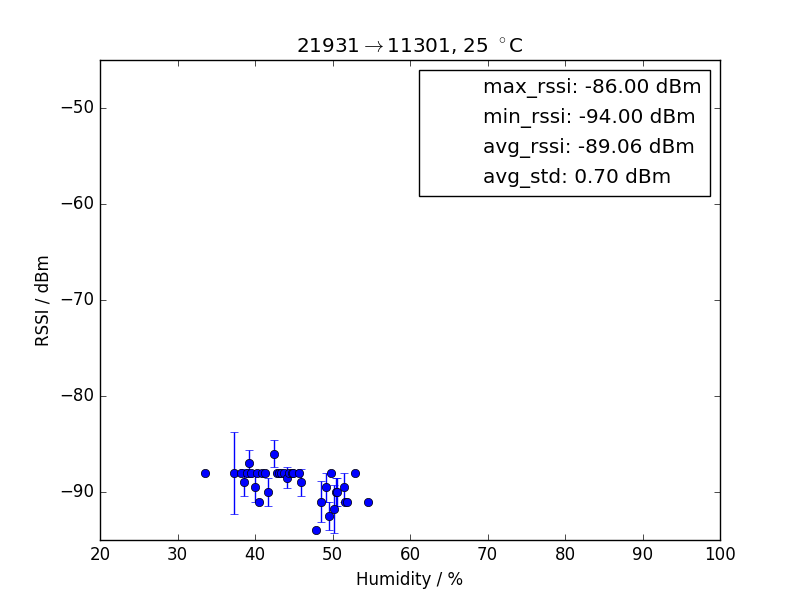 21931→11301, 25 °C
max_rssi: -86.00 dBm
min_rssi: -94.00 dBm
avg_rssi: -89.06 dBm
avg_std: 0.70 dBm
−50
−60
−70
−80
−90
RSSI / dBm
20 30 40 50 60 70 80 90 100
Humidity / %